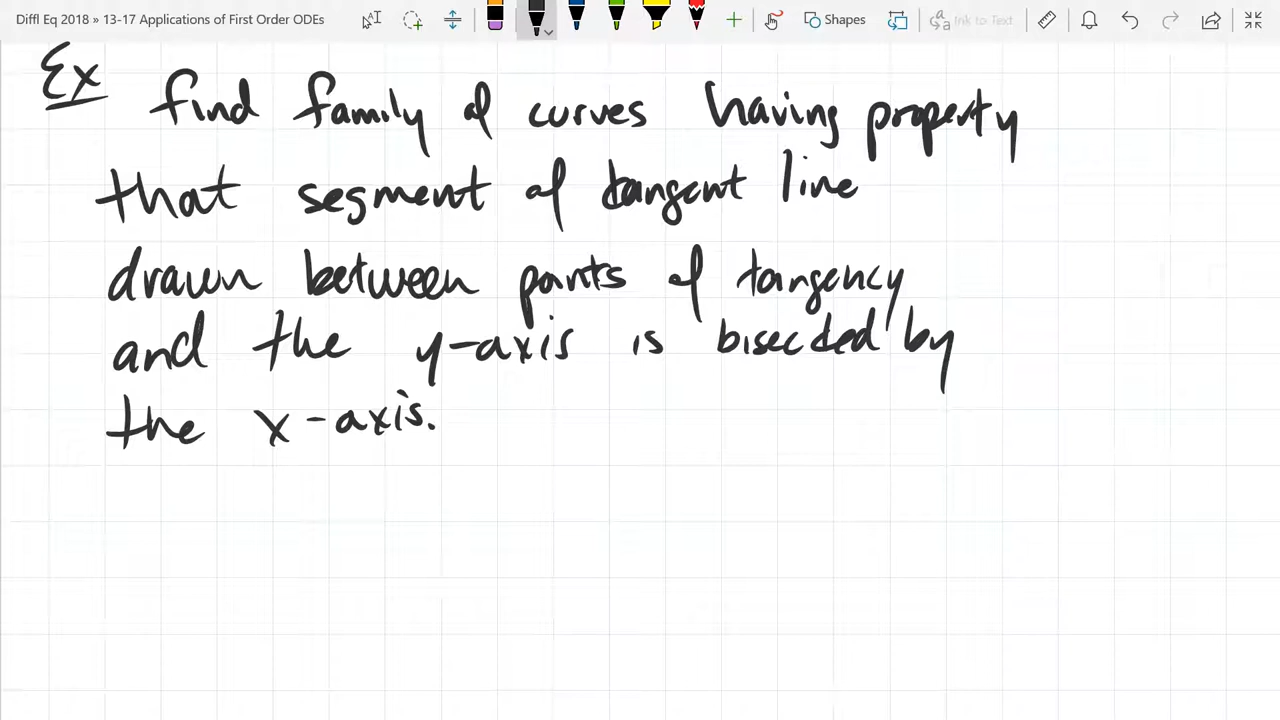 Diffl Eq 2018 » 13-17 Applications of First Order ODEs
Shapes
Ink to Text
Ex find family of curves having property
that segment of tangent line
drawn between points of tangency
and the y-axis is bisected by
the x-axis.